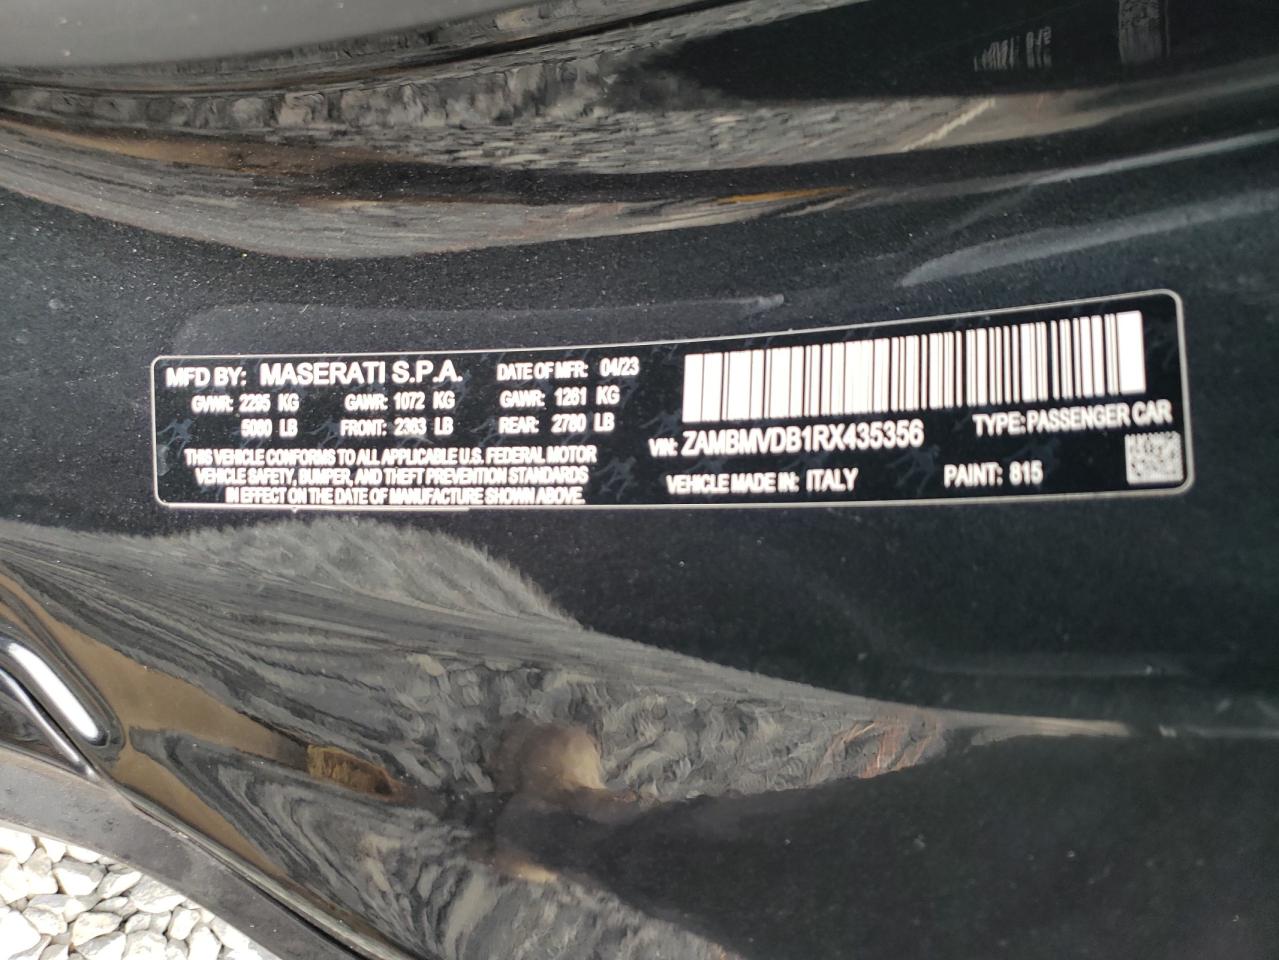 MFD BY: MASERATI S.P.A. DATE OF MFR: 04/23
GVWR: 2295 KG GAWR: 1072 KG GAWR: 1261 KG
5060 LB FRONT: 2363 LB REAR: 2780 LB
THIS VEHICLE CONFORMS TO ALL APPLICABLE U.S. FEDERAL MOTOR
VEHICLE SAFETY, BUMPER, AND THEFT PREVENTION STANDARDS
IN EFFECT ON THE DATE OF MANUFACTURE SHOWN ABOVE.
VIN: ZAMBMVDB1RX435356 TYPE: PASSENGER CAR
VEHICLE MADE IN: ITALY PAINT: 815